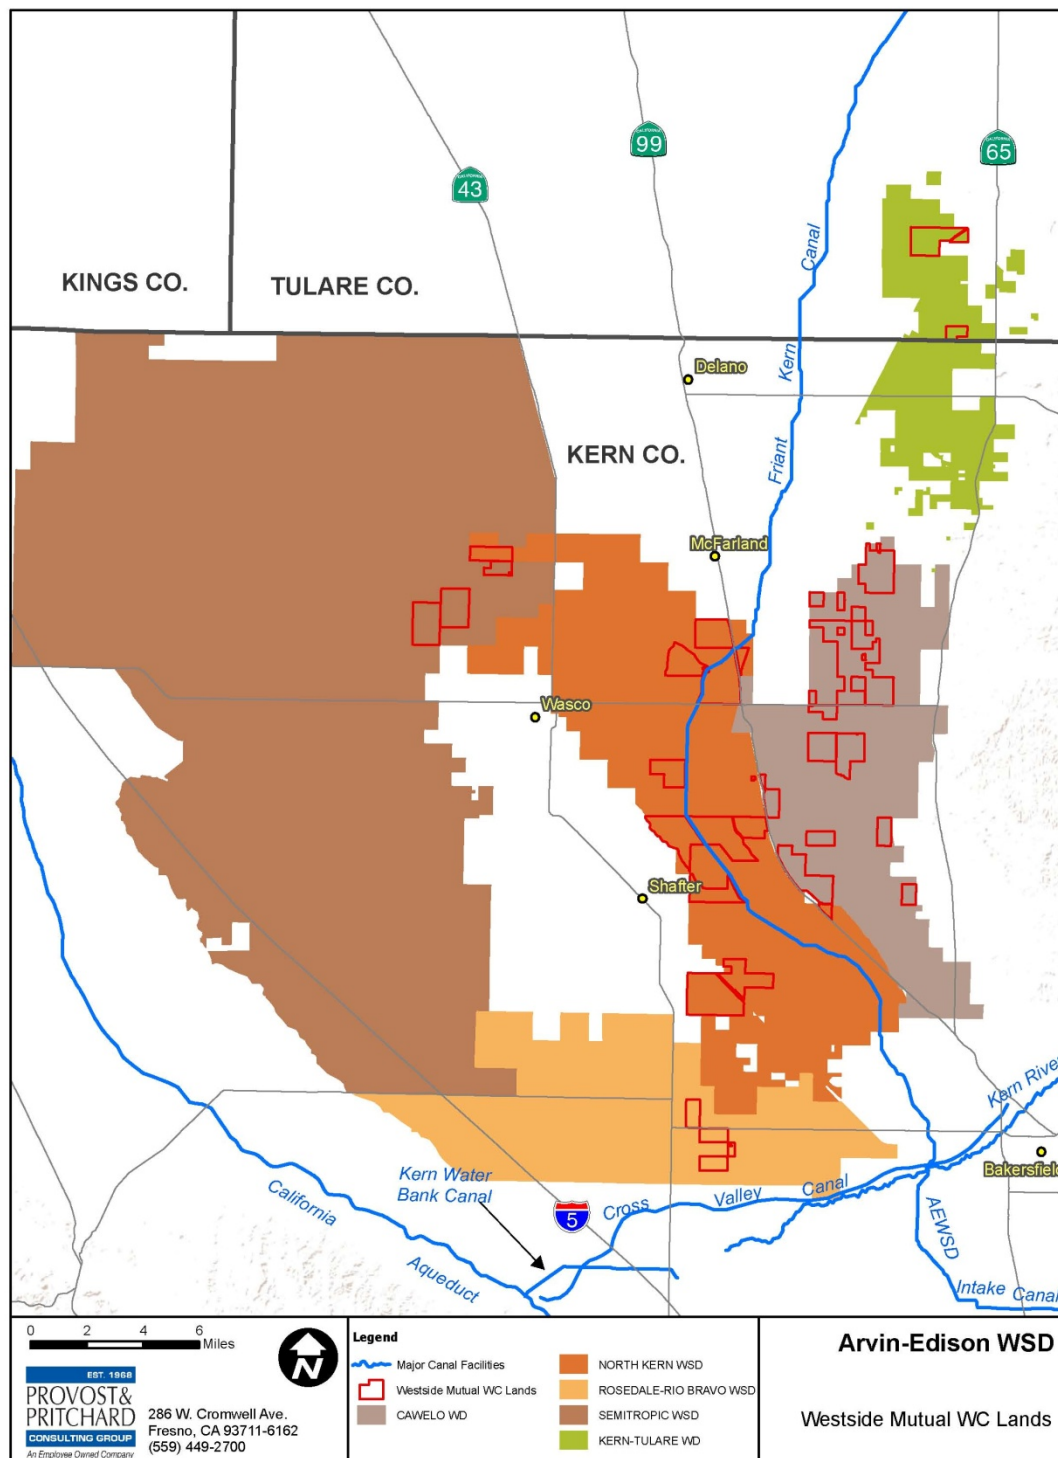 CALIFORNIA
99
CALIFORNIA
65
CALIFORNIA
43
Friant Kern Canal
KINGS CO.
TULARE CO.
Delano
KERN CO.
McFarland
Wasco
Shafter
Kern River
Kern Water
Bank Canal
Bakersfield
California Aqueduct
5
Cross Valley Canal
AEWSD Intake Canal
0 2 4 6
Miles
N
EST. 1968
PROVOST&
PRITCHARD
CONSULTING GROUP
An Employee Owned Company
286 W. Cromwell Ave.
Fresno, CA 93711-6162
(559) 449-2700
Legend
Major Canal Facilities
Westside Mutual WC Lands
CAWELO WD
NORTH KERN WSD
ROSEDALE-RIO BRAVO WSD
SEMITROPIC WSD
KERN-TULARE WD
Arvin-Edison WSD
Westside Mutual WC Lands